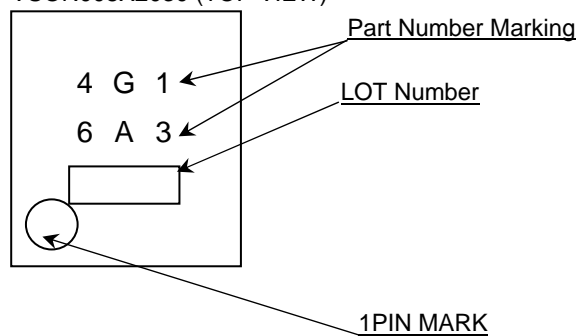 Part Number Marking
4 G 1
LOT Number
6 A 3
1PIN MARK